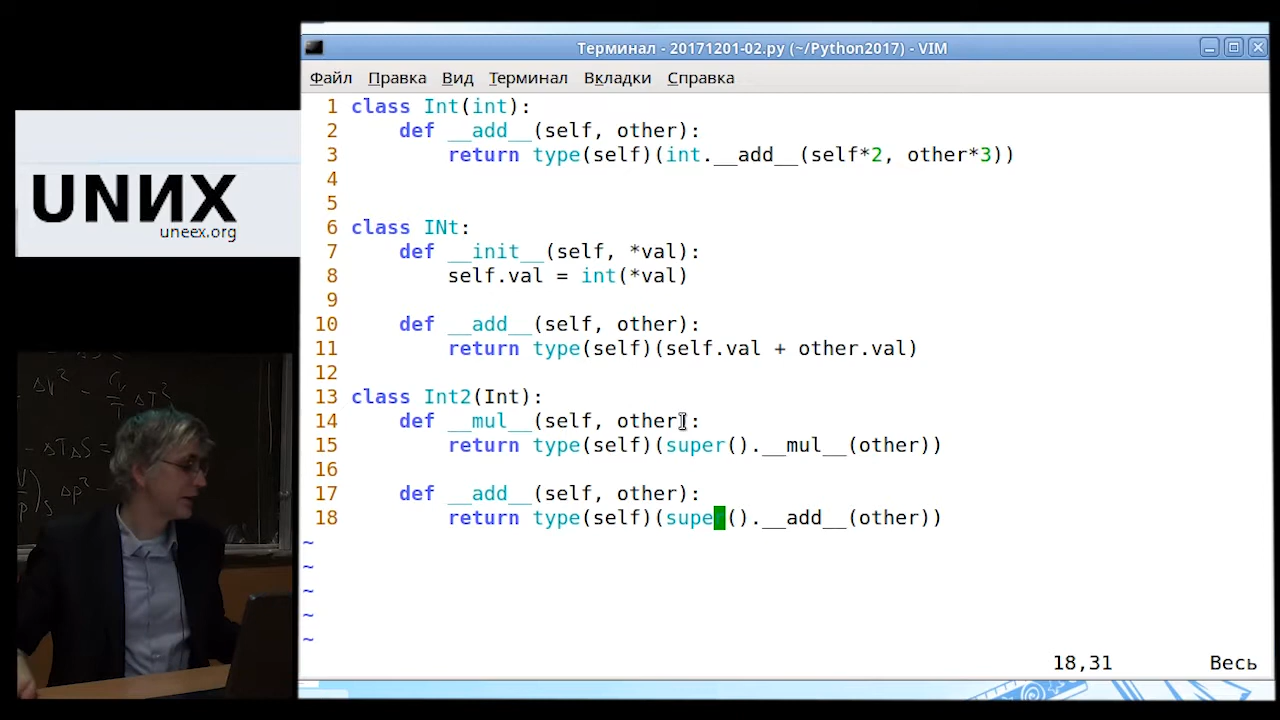 Терминал - 20171201-02.py (~/Python2017) - VIM
Файл Правка Вид Терминал Вкладки Справка
1 class Int(int):
2     def __add__(self, other):
3         return type(self)(int.__add__(self*2, other*3))
4
5
6 class INt:
7     def __init__(self, *val):
8         self.val = int(*val)
9
10     def __add__(self, other):
11         return type(self)(self.val + other.val)
12
13 class Int2(Int):
14     def __mul__(self, other):
15         return type(self)(super().__mul__(other))
16
17     def __add__(self, other):
18         return type(self)(super().__add__(other))
~
~
~
~
~
18,31 Весь
UNИX
uneex.org